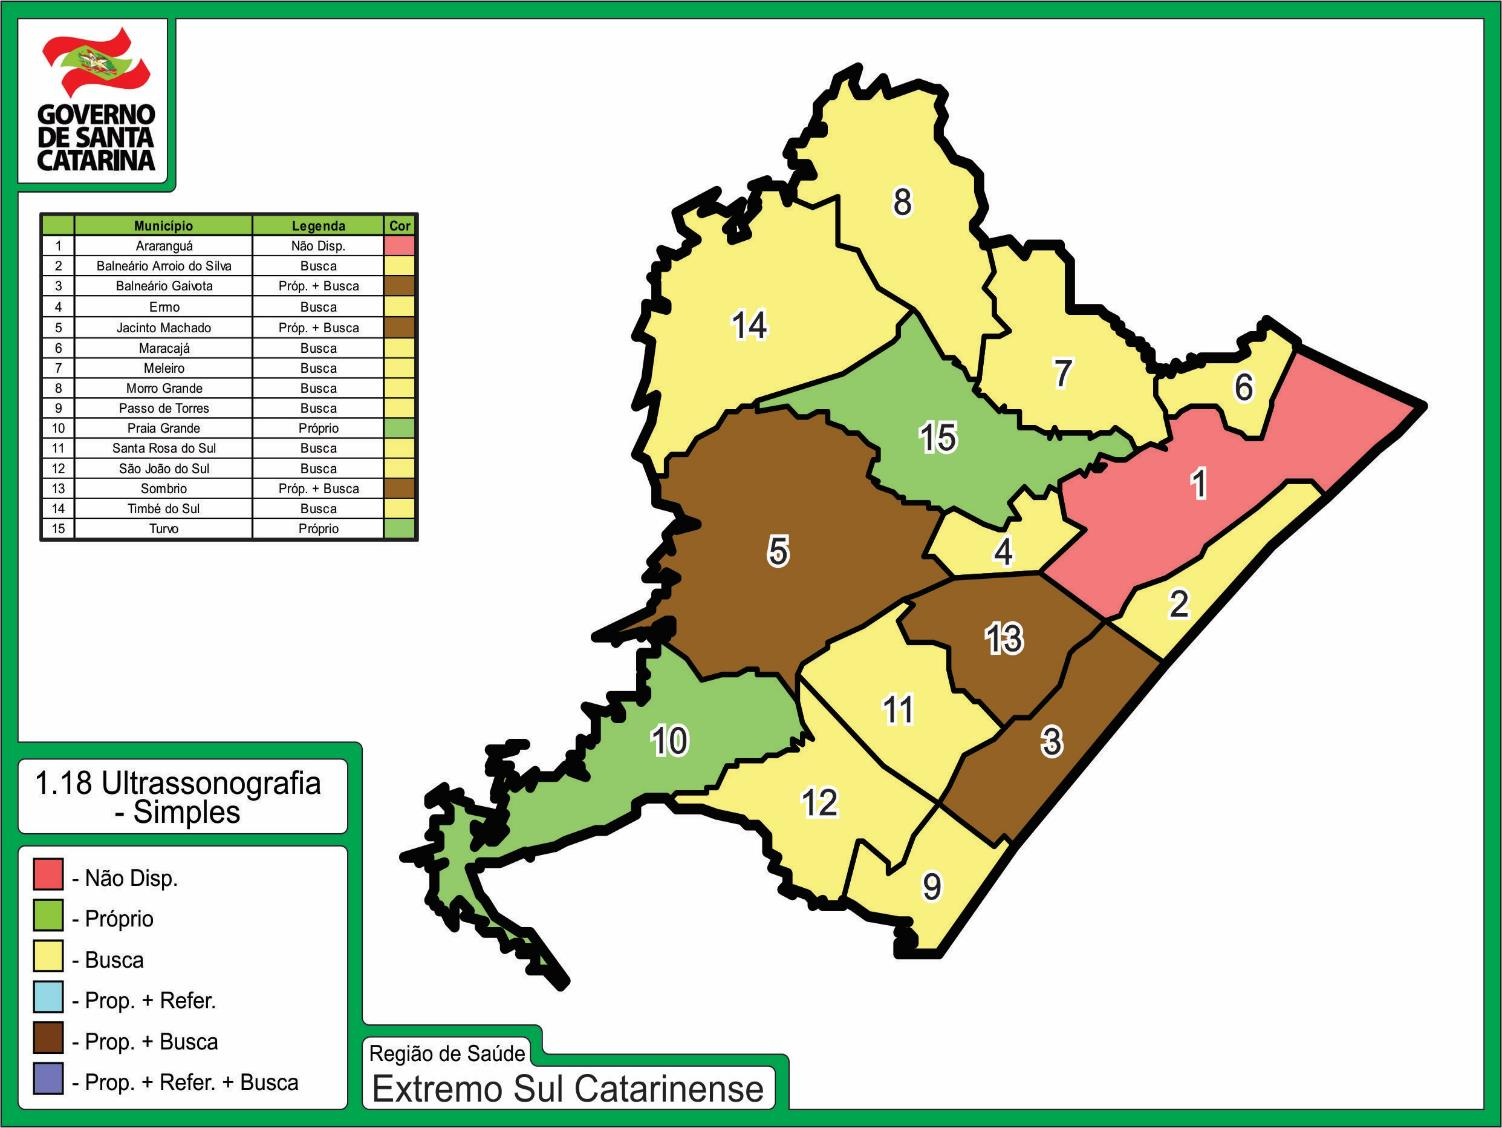 GOVERNO
DE SANTA
CATARINA
Município Legenda Cor
1 Araranguá Não Disp.
2 Balneário Arroio do Silva Busca
3 Balneário Gaivota Próp. + Busca
4 Ermo Busca
5 Jacinto Machado Próp. + Busca
6 Maracajá Busca
7 Meleiro Busca
8 Morro Grande Busca
9 Passo de Torres Busca
10 Praia Grande Próprio
11 Santa Rosa do Sul Busca
12 São João do Sul Busca
13 Sombrio Próp. + Busca
14 Timbé do Sul Busca
15 Turvo Próprio
8
14
7
6
15
1
5
4
2
13
11
10
3
12
9
1.18 Ultrassonografia
- Simples
- Não Disp.
- Próprio
- Busca
- Prop. + Refer.
- Prop. + Busca
- Prop. + Refer. + Busca
Região de Saúde
Extremo Sul Catarinense